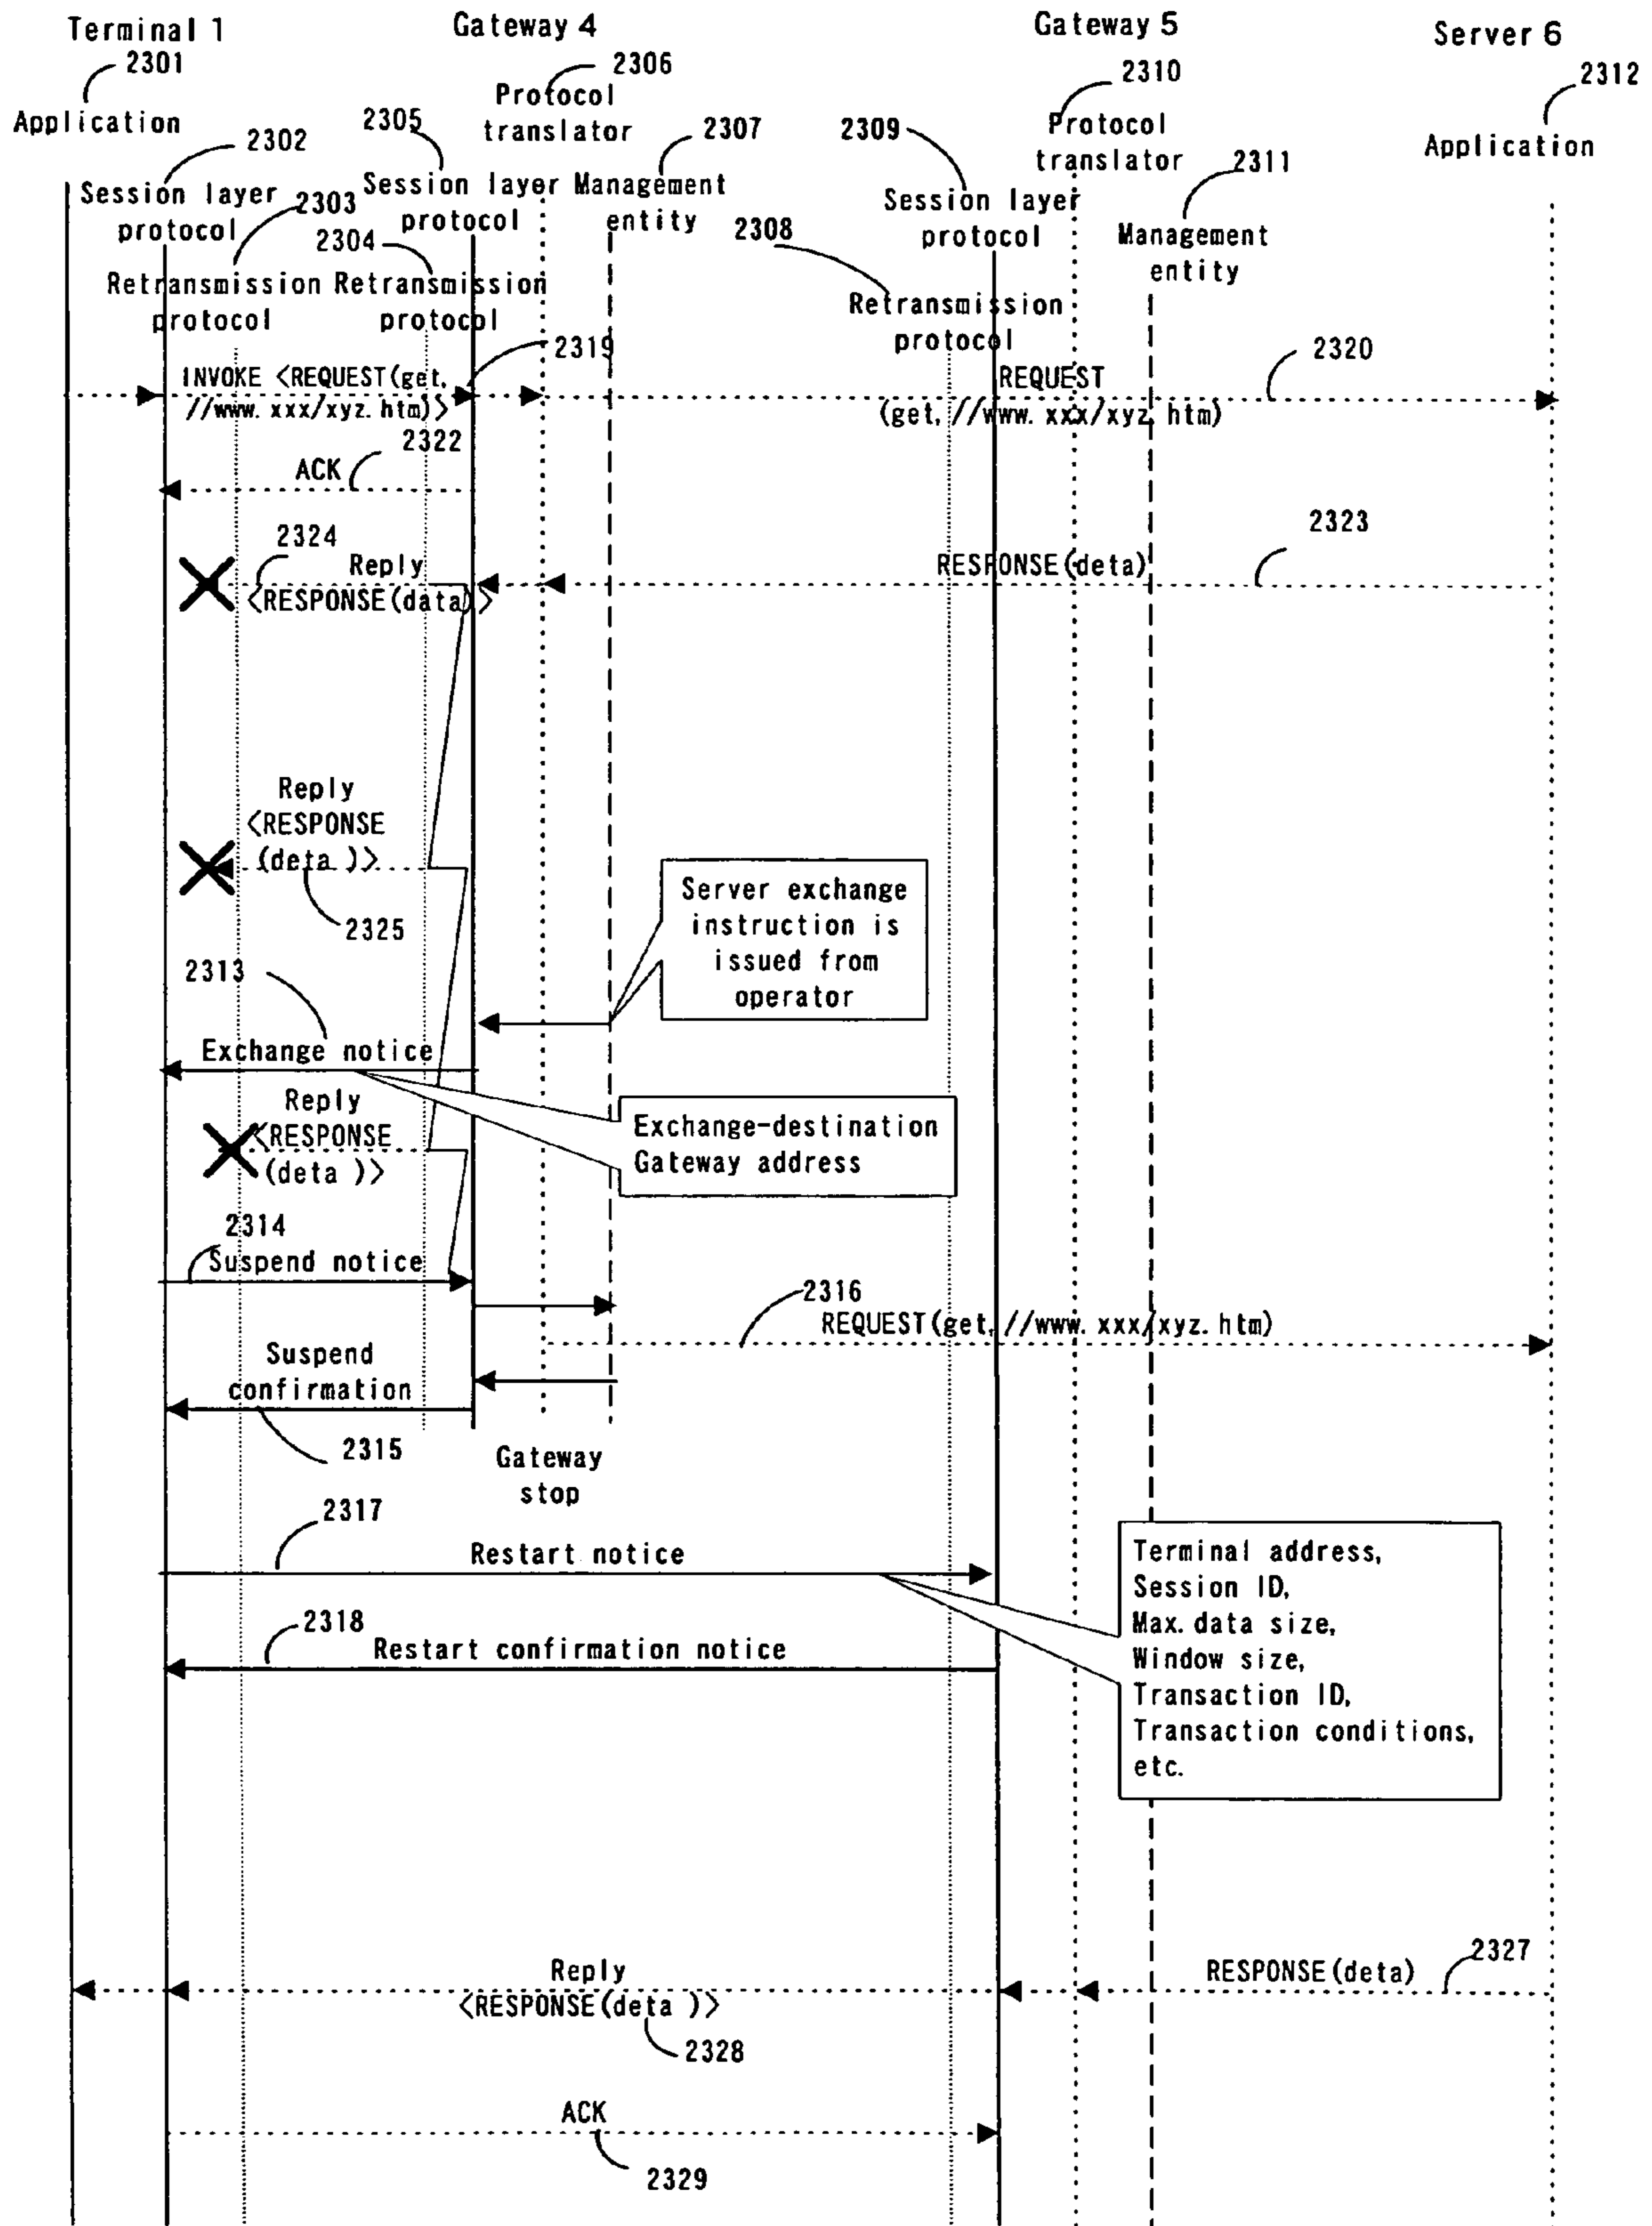 Terminal 1
Gateway 4
Gateway 5
Server 6
2301
2306
2310
2312
Application
Protocol
translator
2305
2307
2309
Protocol
translator
Application
2302
2311
Session layer
protocol
2303
Session layer
protocol
Management
entity
Session layer
protocol
2304
2308
Management
entity
Retransmission
protocol
Retransmission
protocol
Retransmission
protocol
2319
2320
INVOKE <REQUEST(get,
//www.xxx/xyz.htm)>
REQUEST
(get, //www.xxx/xyz.htm)
2322
ACK
2324
2323
Reply
<RESPONSE(data)>
RESPONSE(deta)
Reply
<RESPONSE
(deta )>
2325
Server exchange
instruction is
issued from
operator
2313
Exchange notice
Reply
<RESPONSE
(deta )>
Exchange-destination
Gateway address
2314
Suspend notice
2316
REQUEST(get, //www.xxx/xyz.htm)
Suspend
confirmation
2315
Gateway
stop
2317
Restart notice
Terminal address,
Session ID,
Max. data size,
Window size,
Transaction ID,
Transaction conditions,
etc.
2318
Restart confirmation notice
2327
RESPONSE(deta)
Reply
<RESPONSE(deta )>
2328
ACK
2329